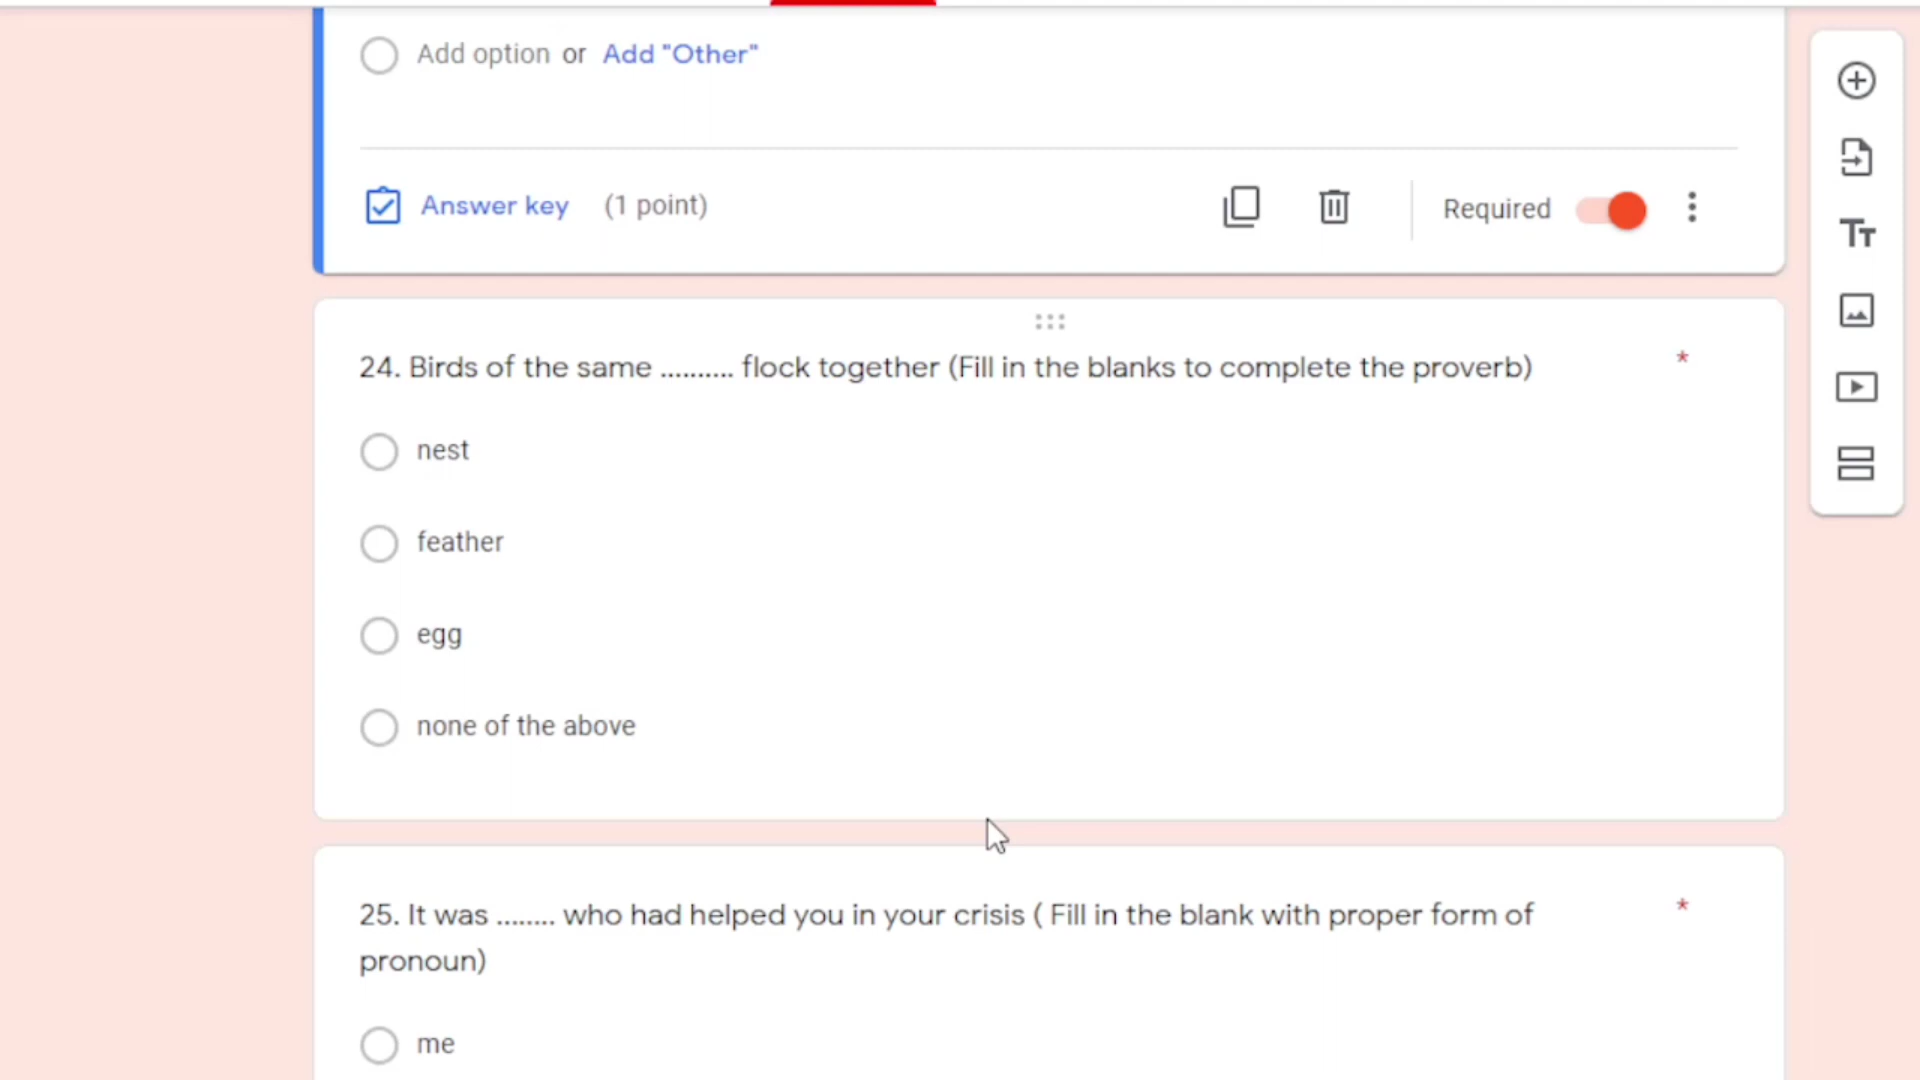 Add option or Add "Other"
Answer key (1 point) Required
24. Birds of the same .......... flock together (Fill in the blanks to complete the proverb) *
nest
feather
egg
none of the above
25. It was ........ who had helped you in your crisis ( Fill in the blank with proper form of *
pronoun)
me